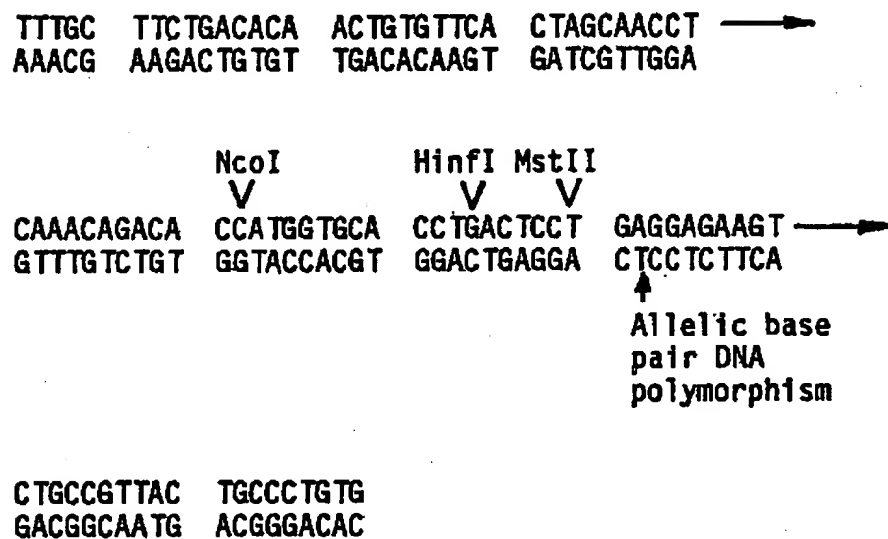 TTTGC TTCTGACACA ACTGTGTTCA CTAGCAACCT
AAACG AAGACTGTGT TGACACAAGT GATCGTTGGA
NcoI HinfI MstII
CAAACAGACA CCATGGTGCA CCTGACTCCT GAGGAGAAGT
GTTTGTCTGT GGTACCACGT GGACTGAGGA CTCCTCTTCA
Allelic base
pair DNA
polymorphism
CTGCCGTTAC TGCCCTGTG
GACGGCAATG ACGGGACAC